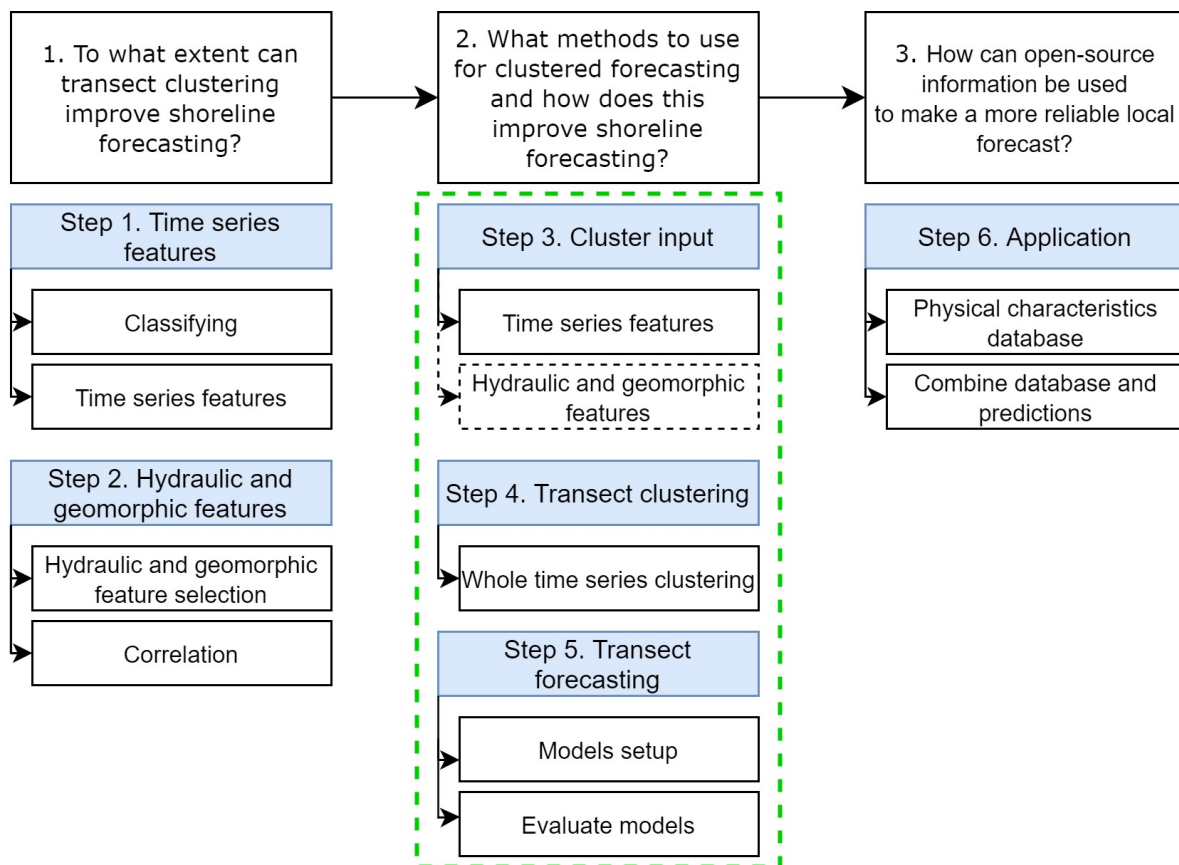 1. To what extent can
transect clustering
improve shoreline
forecasting?
2. What methods to use
for clustered forecasting
and how does this
improve shoreline
forecasting?
3. How can open-source
information be used
to make a more reliable local
forecast?
Step 1. Time series
features
Classifying
Time series features
Step 2. Hydraulic and
geomorphic features
Hydraulic and geomorphic
feature selection
Correlation
Step 3. Cluster input
Time series features
Hydraulic and geomorphic
features
Step 4. Transect clustering
Whole time series clustering
Step 5. Transect
forecasting
Models setup
Evaluate models
Step 6. Application
Physical characteristics
database
Combine database and
predictions